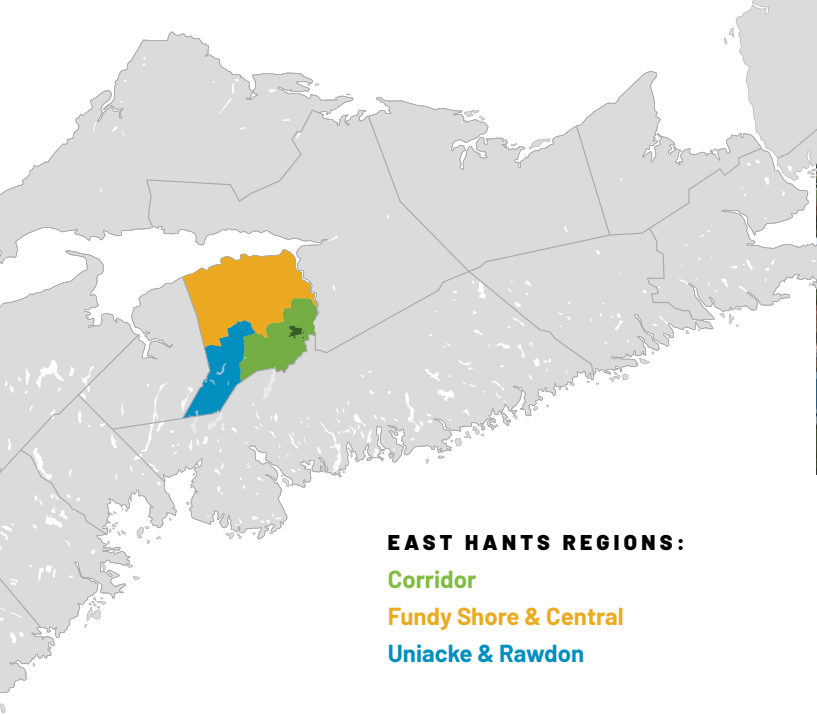 EAST HANTS REGIONS:
Corridor
Fundy Shore & Central
Uniacke & Rawdon